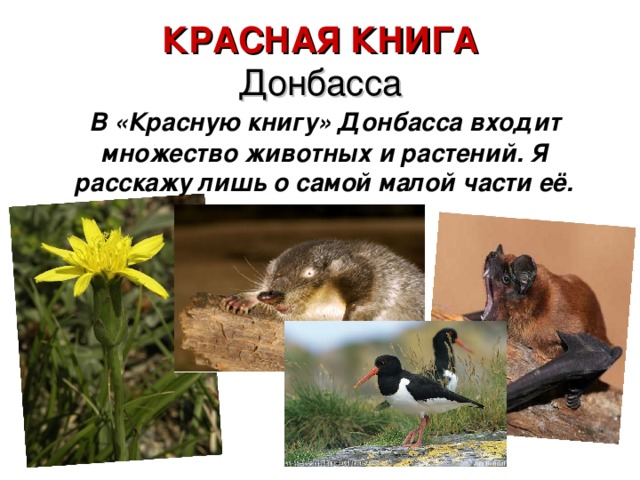 КРАСНАЯ КНИГА
Донбасса
В «Красную книгу» Донбасса входит
множество животных и растений. Я
расскажу лишь о самой малой части её.